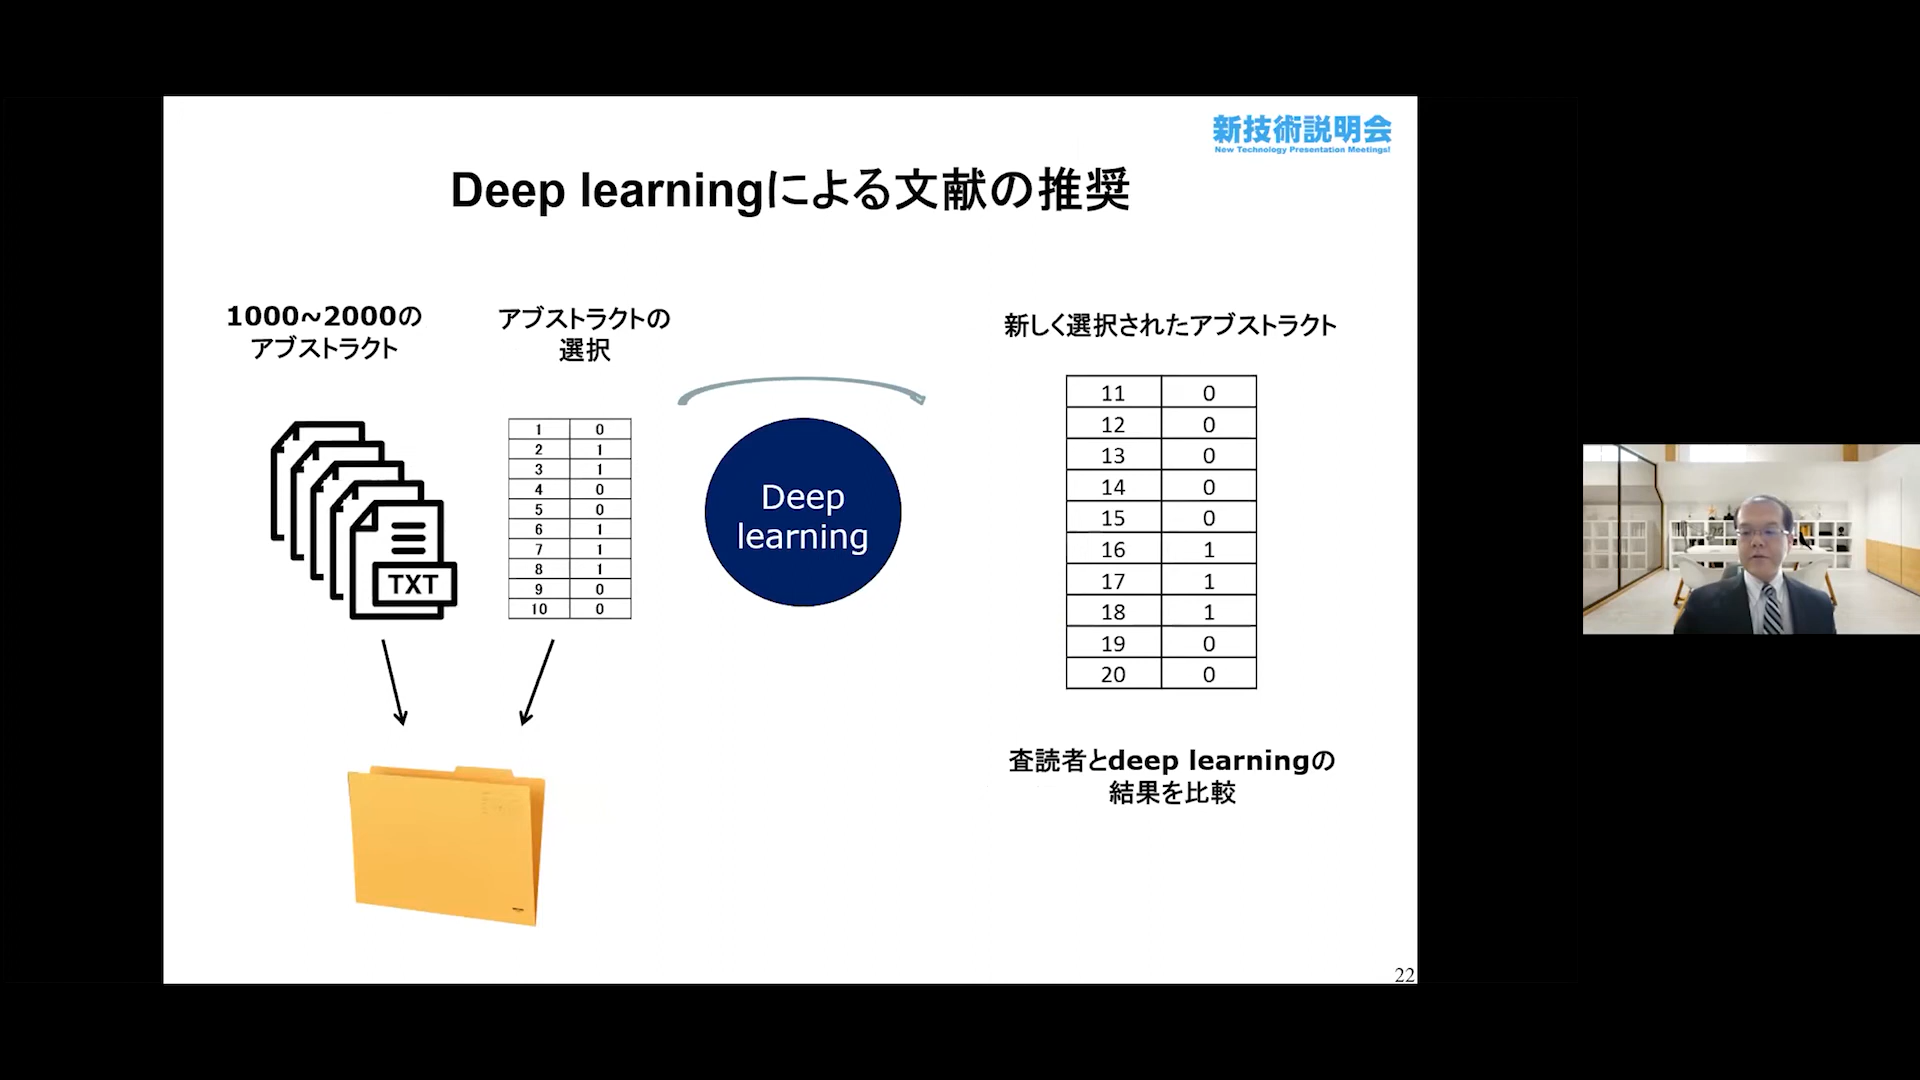 新技術説明会
New Technology Presentation Meetings!
Deep learningによる文献の推奨
1000~2000の
アブストラクト
アブストラクトの
選択
新しく選択されたアブストラクト
TXT
1 0
2 1
3 1
4 0
5 0
6 1
7 1
8 1
9 0
10 0
Deep
learning
11 0
12 0
13 0
14 0
15 0
16 1
17 1
18 1
19 0
20 0
査読者とdeep learningの
結果を比較
22